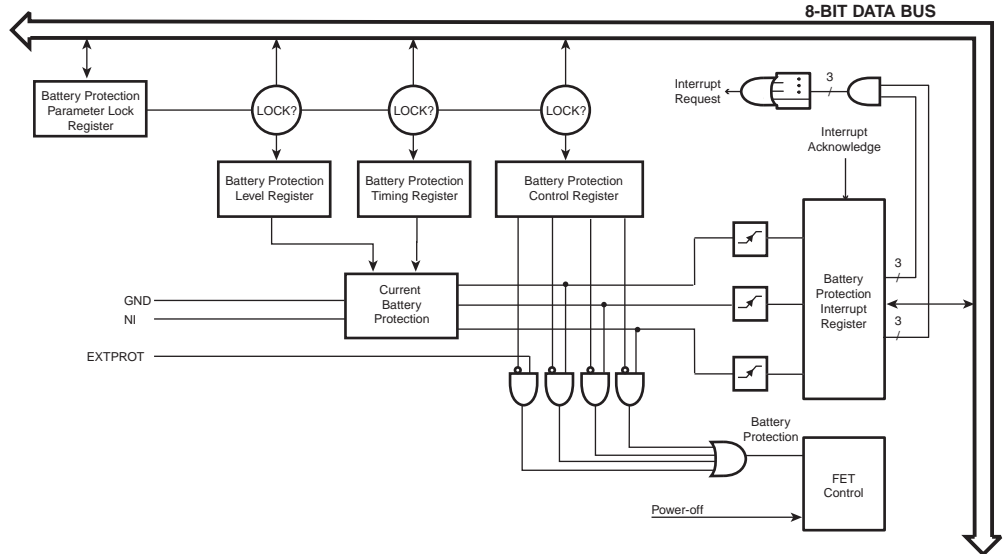 8-BIT DATA BUS
Battery Protection
Parameter Lock
Register
LOCK?
LOCK?
LOCK?
Interrupt
Request
3
Interrupt
Acknowledge
Battery Protection
Level Register
Battery Protection
Timing Register
Battery Protection
Control Register
Current
Battery
Protection
GND
NI
EXTPROT
Battery
Protection
Interrupt
Register
3
3
Battery
Protection
FET
Control
Power-off